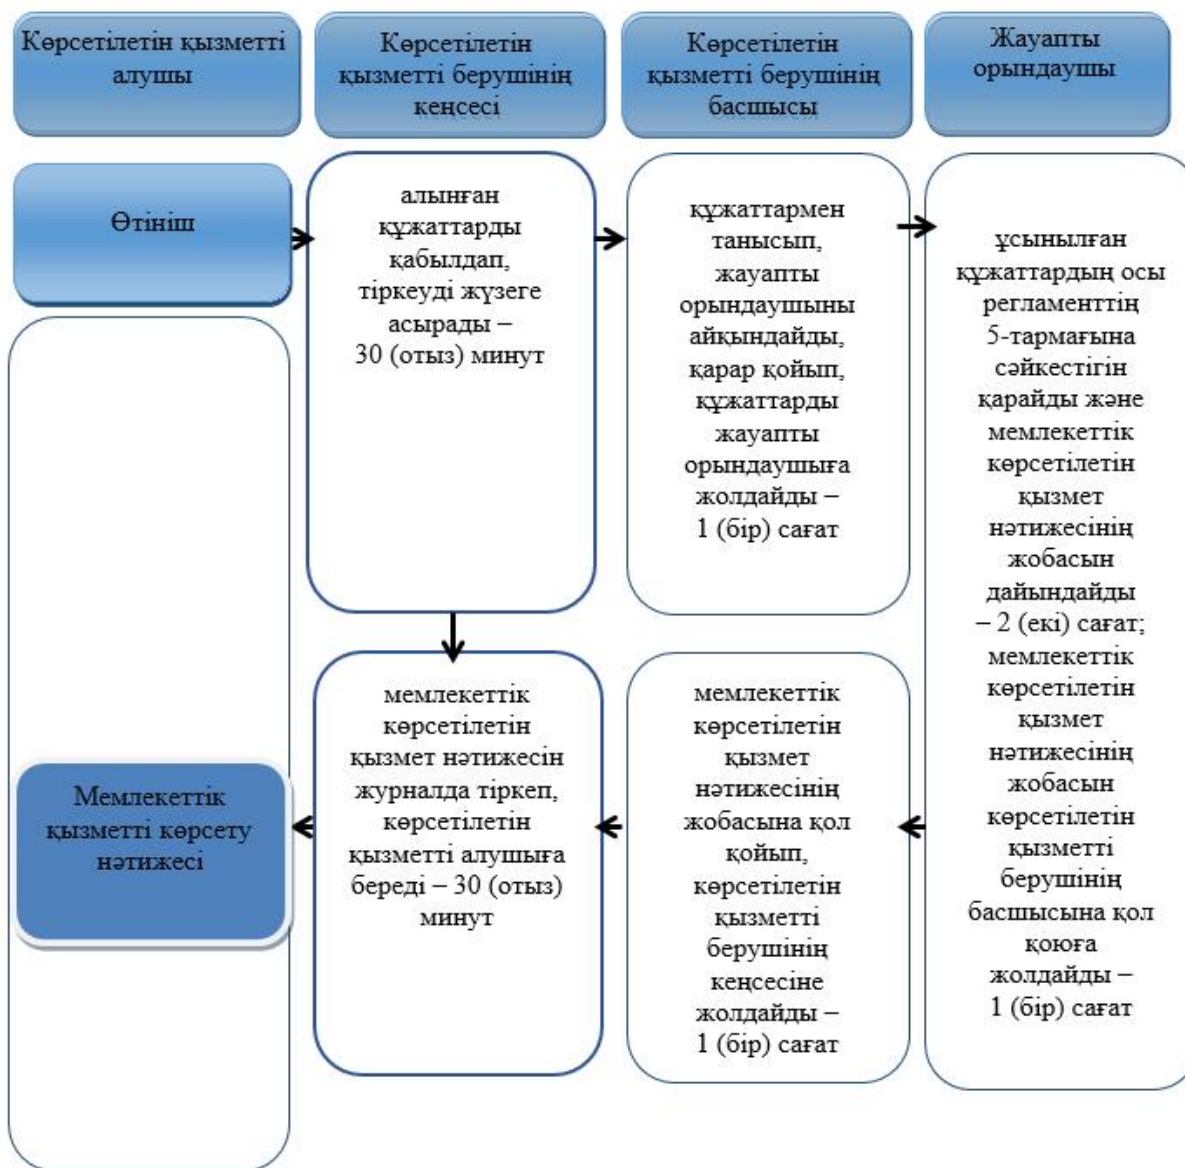 Көрсетілетін қызметті
алушы
Көрсетілетін
қызметті берушінің
кеңсесі
Көрсетілетін
қызметті берушінің
басшысы
Жауапты
орындаушы
Өтініш
алынған
құжаттарды
қабылдап,
тіркеуді жүзеге
асырады –
30 (отыз) минут
құжаттармен
танысып,
жауапты
орындаушыны
айқындайды,
қарар қойып,
құжаттарды
жауапты
орындаушыға
жолдайды –
1 (бір) сағат
ұсынылған
құжаттардың осы
регламенттің
5-тармағына
сәйкестігін
қарайды және
мемлекеттік
көрсетілетін
қызмет
нәтижесінің
жобасын
дайындайды
– 2 (екі) сағат;
мемлекеттік
көрсетілетін
қызмет
нәтижесінің
жобасын
көрсетілетін
қызметті
берушінің
басшысына қол
қоюға
жолдайды –
1 (бір) сағат
мемлекеттік
көрсетілетін
қызмет
нәтижесінің
жобасына қол
қойып,
көрсетілетін
қызметті
берушінің
кеңсесіне
жолдайды –
1 (бір) сағат
мемлекеттік
көрсетілетін
қызмет нәтижесін
журналда тіркеп,
көрсетілетін
қызметті алушыға
береді – 30 (отыз)
минут
Мемлекеттік
қызметті көрсету
нәтижесі